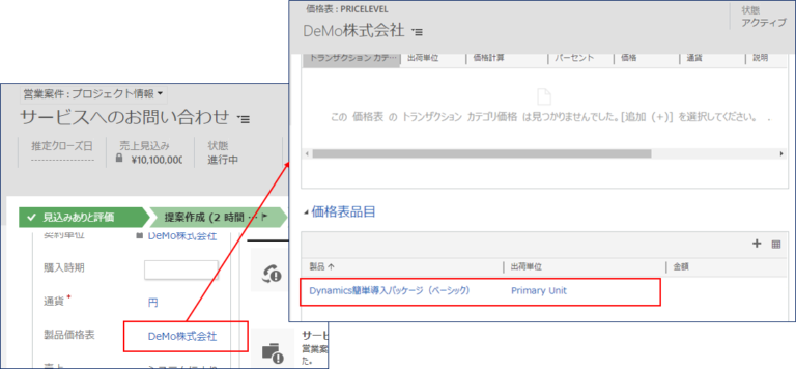 価格表 : PRICELEVEL
DeMo株式会社
状態
アクティブ
トランザクション カテ… 出荷単位 価格計算 パーセント 価格 通貨 説明
この 価格表 の トランザクション カテゴリ価格 は見つかりませんでした。[追加 (+)] を選択してください。 .
価格表品目
製品 ↑ 出荷単位 金額
Dynamics簡単導入パッケージ（ベーシック） Primary Unit
営業案件 : プロジェクト情報
サービスへのお問い合わせ
推定クローズ日 売上見込み 状態
-------------- ¥10,100,000 進行中
見込みありと評価 提案作成 (2 時間 …
契約単位 DeMo株式会社
購入時期
通貨 * 円
製品価格表 DeMo株式会社
サービ
営業案
た。